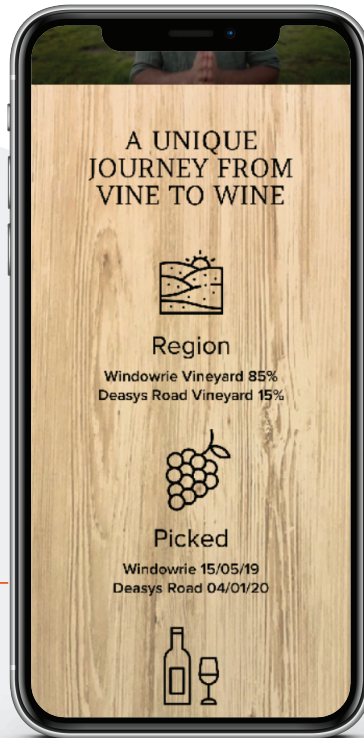 A UNIQUE
JOURNEY FROM
VINE TO WINE
Region
Windowrie Vineyard 85%
Deasys Road Vineyard 15%
Picked
Windowrie 15/05/19
Deasys Road 04/01/20